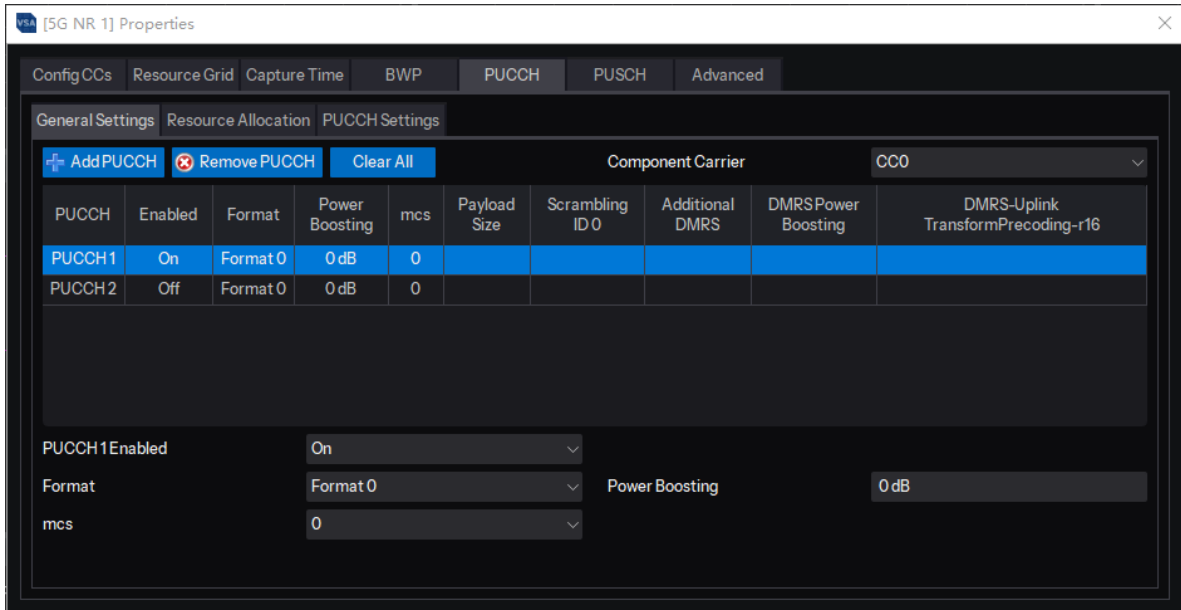 VSA [5G NR 1] Properties
Config CCs Resource Grid Capture Time BWP PUCCH PUSCH Advanced
General Settings Resource Allocation PUCCH Settings
Add PUCCH Remove PUCCH Clear All Component Carrier CC0
PUCCH Enabled Format Power Boosting mcs Payload Size Scrambling ID 0 Additional DMRS DMRS Power Boosting DMRS-Uplink TransformPrecoding-r16
PUCCH 1 On Format 0 0 dB 0
PUCCH 2 Off Format 0 0 dB 0
PUCCH 1 Enabled On
Format Format 0 Power Boosting 0 dB
mcs 0